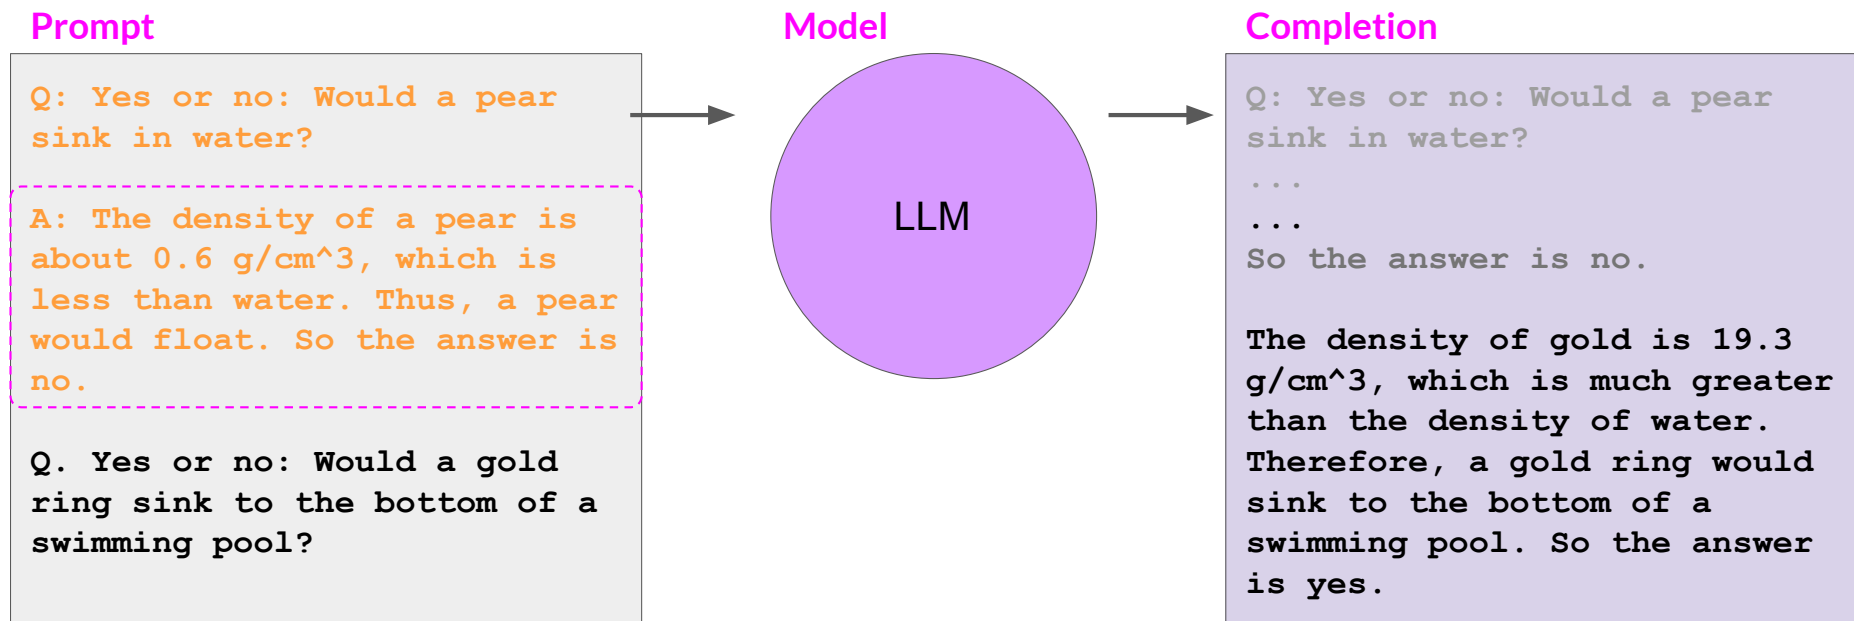 Prompt
Q: Yes or no: Would a pear
sink in water?
A: The density of a pear is
about 0.6 g/cm^3, which is
less than water. Thus, a pear
would float. So the answer is
no.
Q. Yes or no: Would a gold
ring sink to the bottom of a
swimming pool?
Model
LLM
Completion
Q: Yes or no: Would a pear
sink in water?
...
...
So the answer is no.
The density of gold is 19.3
g/cm^3, which is much greater
than the density of water.
Therefore, a gold ring would
sink to the bottom of a
swimming pool. So the answer
is yes.